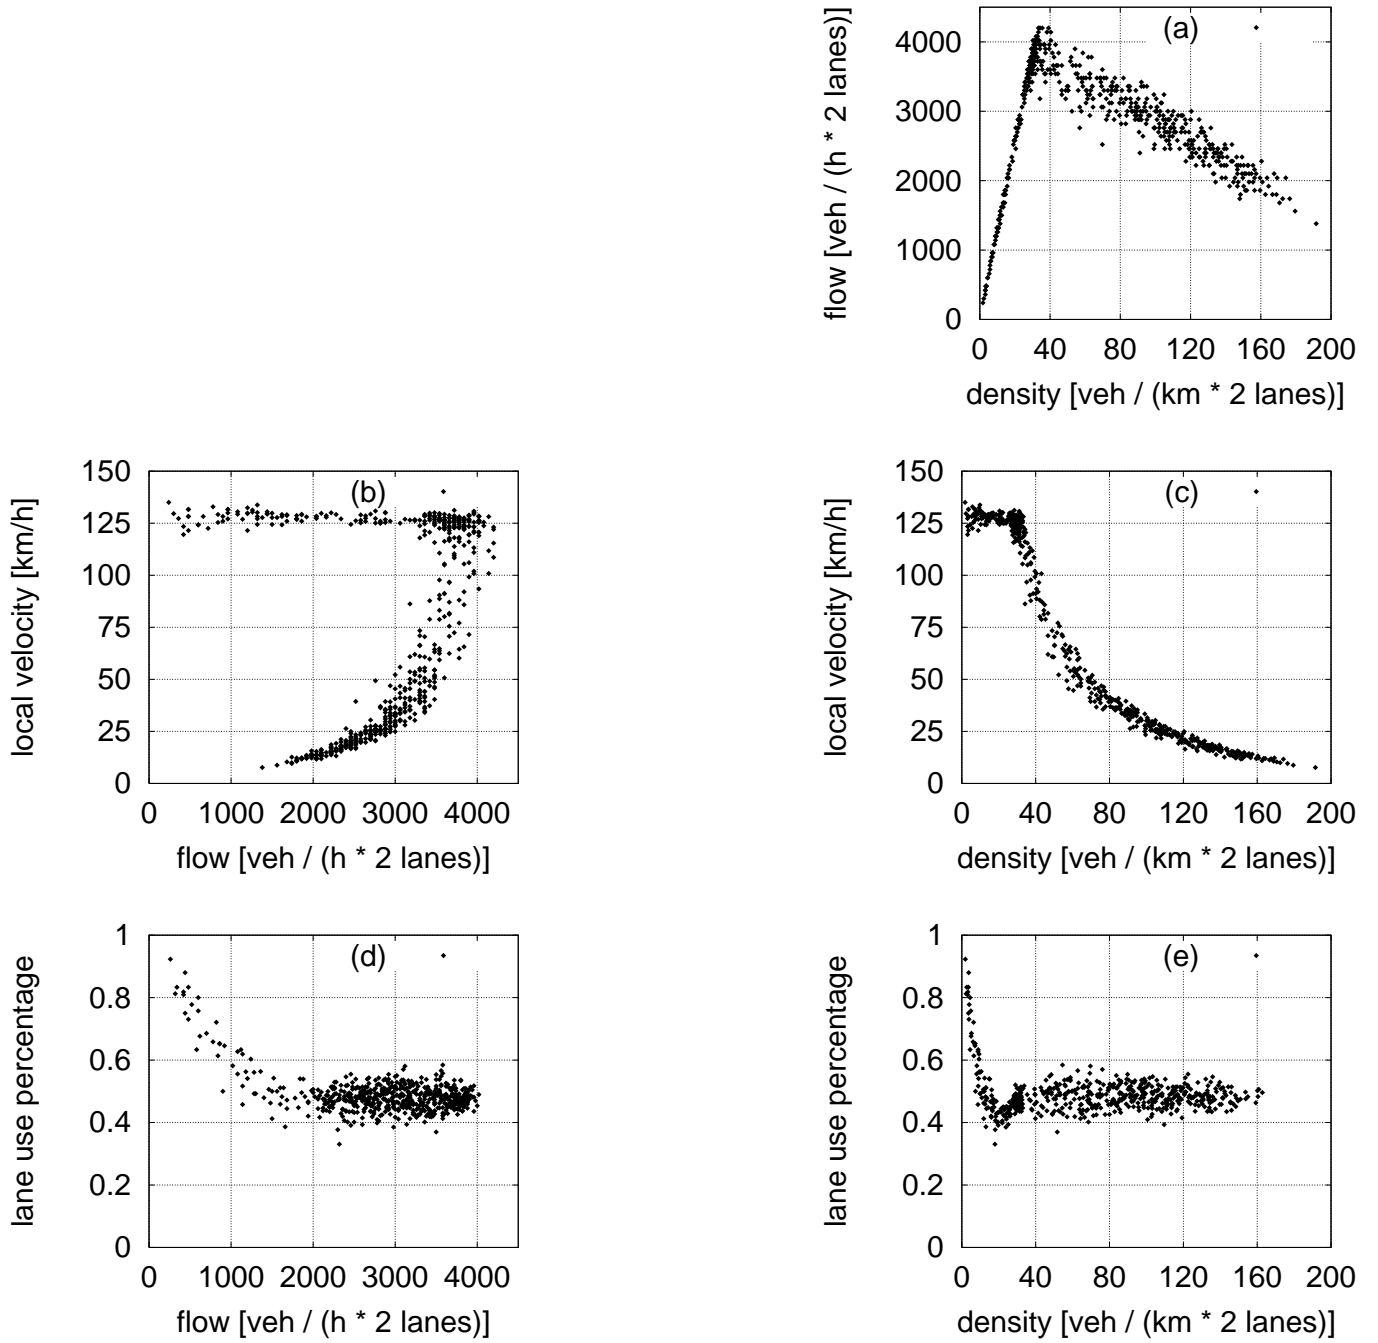 (a)
flow [veh / (h * 2 lanes)]
4000
3000
2000
1000
0
0 40 80 120 160 200
density [veh / (km * 2 lanes)]
(b)
local velocity [km/h]
150
125
100
75
50
25
0
0 1000 2000 3000 4000
flow [veh / (h * 2 lanes)]
(c)
local velocity [km/h]
150
125
100
75
50
25
0
0 40 80 120 160 200
density [veh / (km * 2 lanes)]
(d)
lane use percentage
1
0.8
0.6
0.4
0.2
0
0 1000 2000 3000 4000
flow [veh / (h * 2 lanes)]
(e)
lane use percentage
1
0.8
0.6
0.4
0.2
0
0 40 80 120 160 200
density [veh / (km * 2 lanes)]